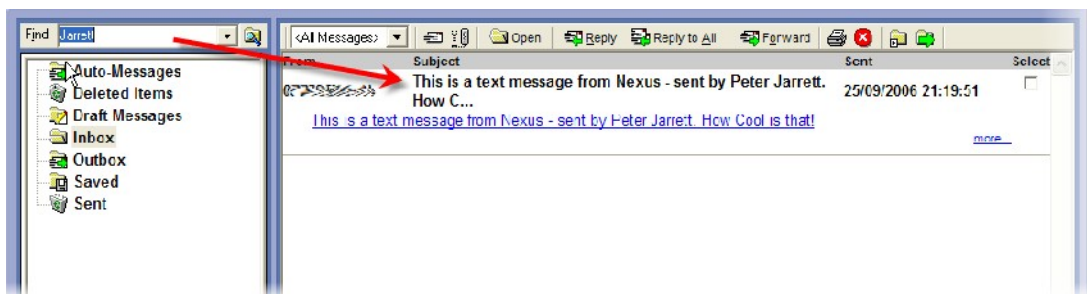 Find Jarrett
<All Messages> Open Reply Reply to All Forward
From Subject Sent Select
Auto-Messages
Deleted Items
Draft Messages
Inbox
Outbox
Saved
Sent
This is a text message from Nexus - sent by Peter Jarrett. 25/09/2006 21:19:51
How C...
This is a text message from Nexus - sent by Peter Jarrett. How Cool is that!
more...